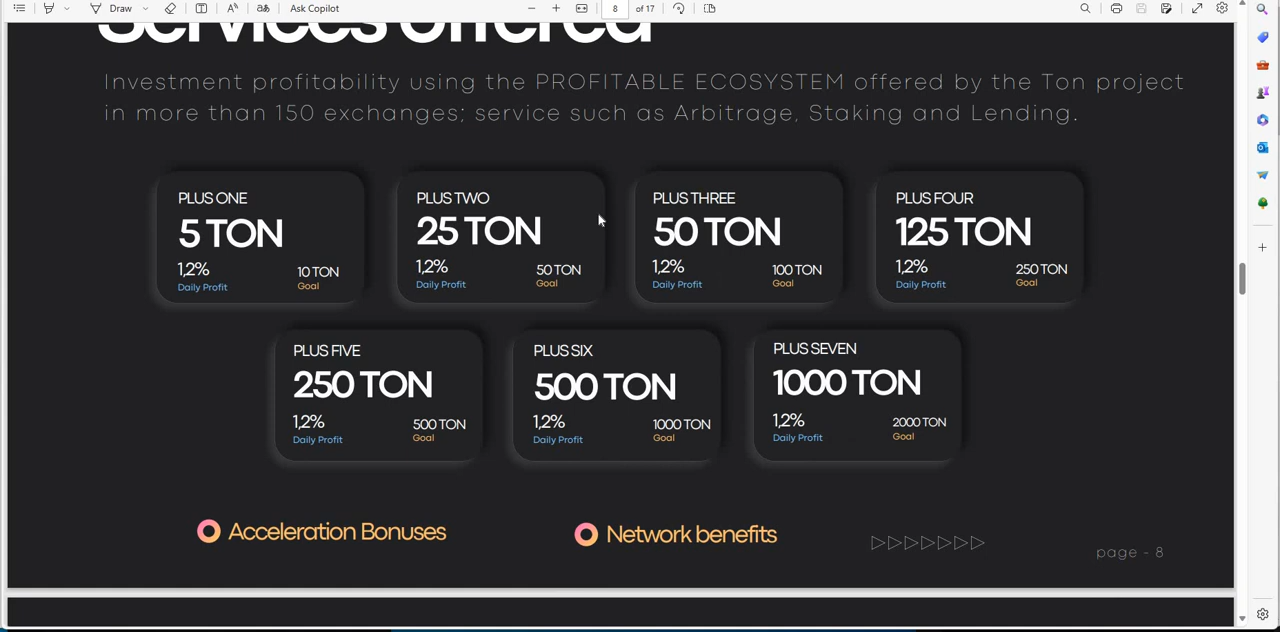 Draw
Ask Copilot
8 of 17
Services offered
Investment profitability using the PROFITABLE ECOSYSTEM offered by the Ton project
in more than 150 exchanges; service such as Arbitrage, Staking and Lending.
PLUS ONE
5 TON
1,2%
Daily Profit
10 TON
Goal
PLUS TWO
25 TON
1,2%
Daily Profit
50 TON
Goal
PLUS THREE
50 TON
1,2%
Daily Profit
100 TON
Goal
PLUS FOUR
125 TON
1,2%
Daily Profit
250 TON
Goal
PLUS FIVE
250 TON
1,2%
Daily Profit
500 TON
Goal
PLUS SIX
500 TON
1,2%
Daily Profit
1000 TON
Goal
PLUS SEVEN
1000 TON
1,2%
Daily Profit
2000 TON
Goal
Acceleration Bonuses
Network benefits
page - 8